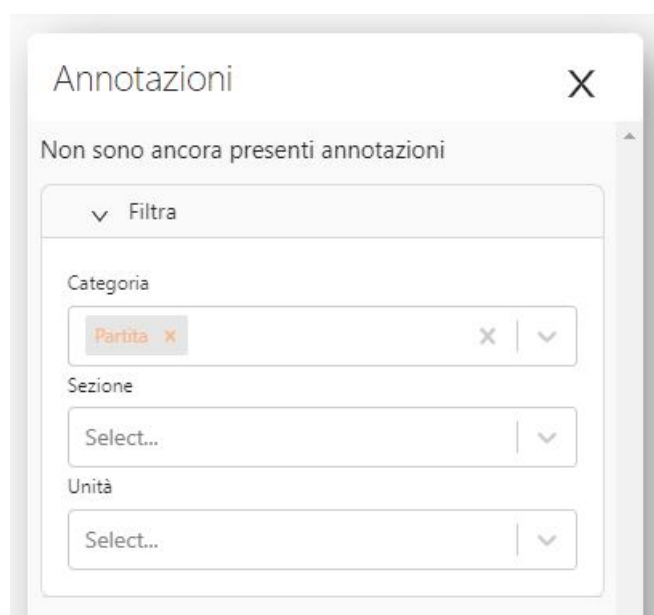 Annotazioni
Non sono ancora presenti annotazioni
Filtra
Categoria
Partita
Sezione
Select...
Unità
Select...